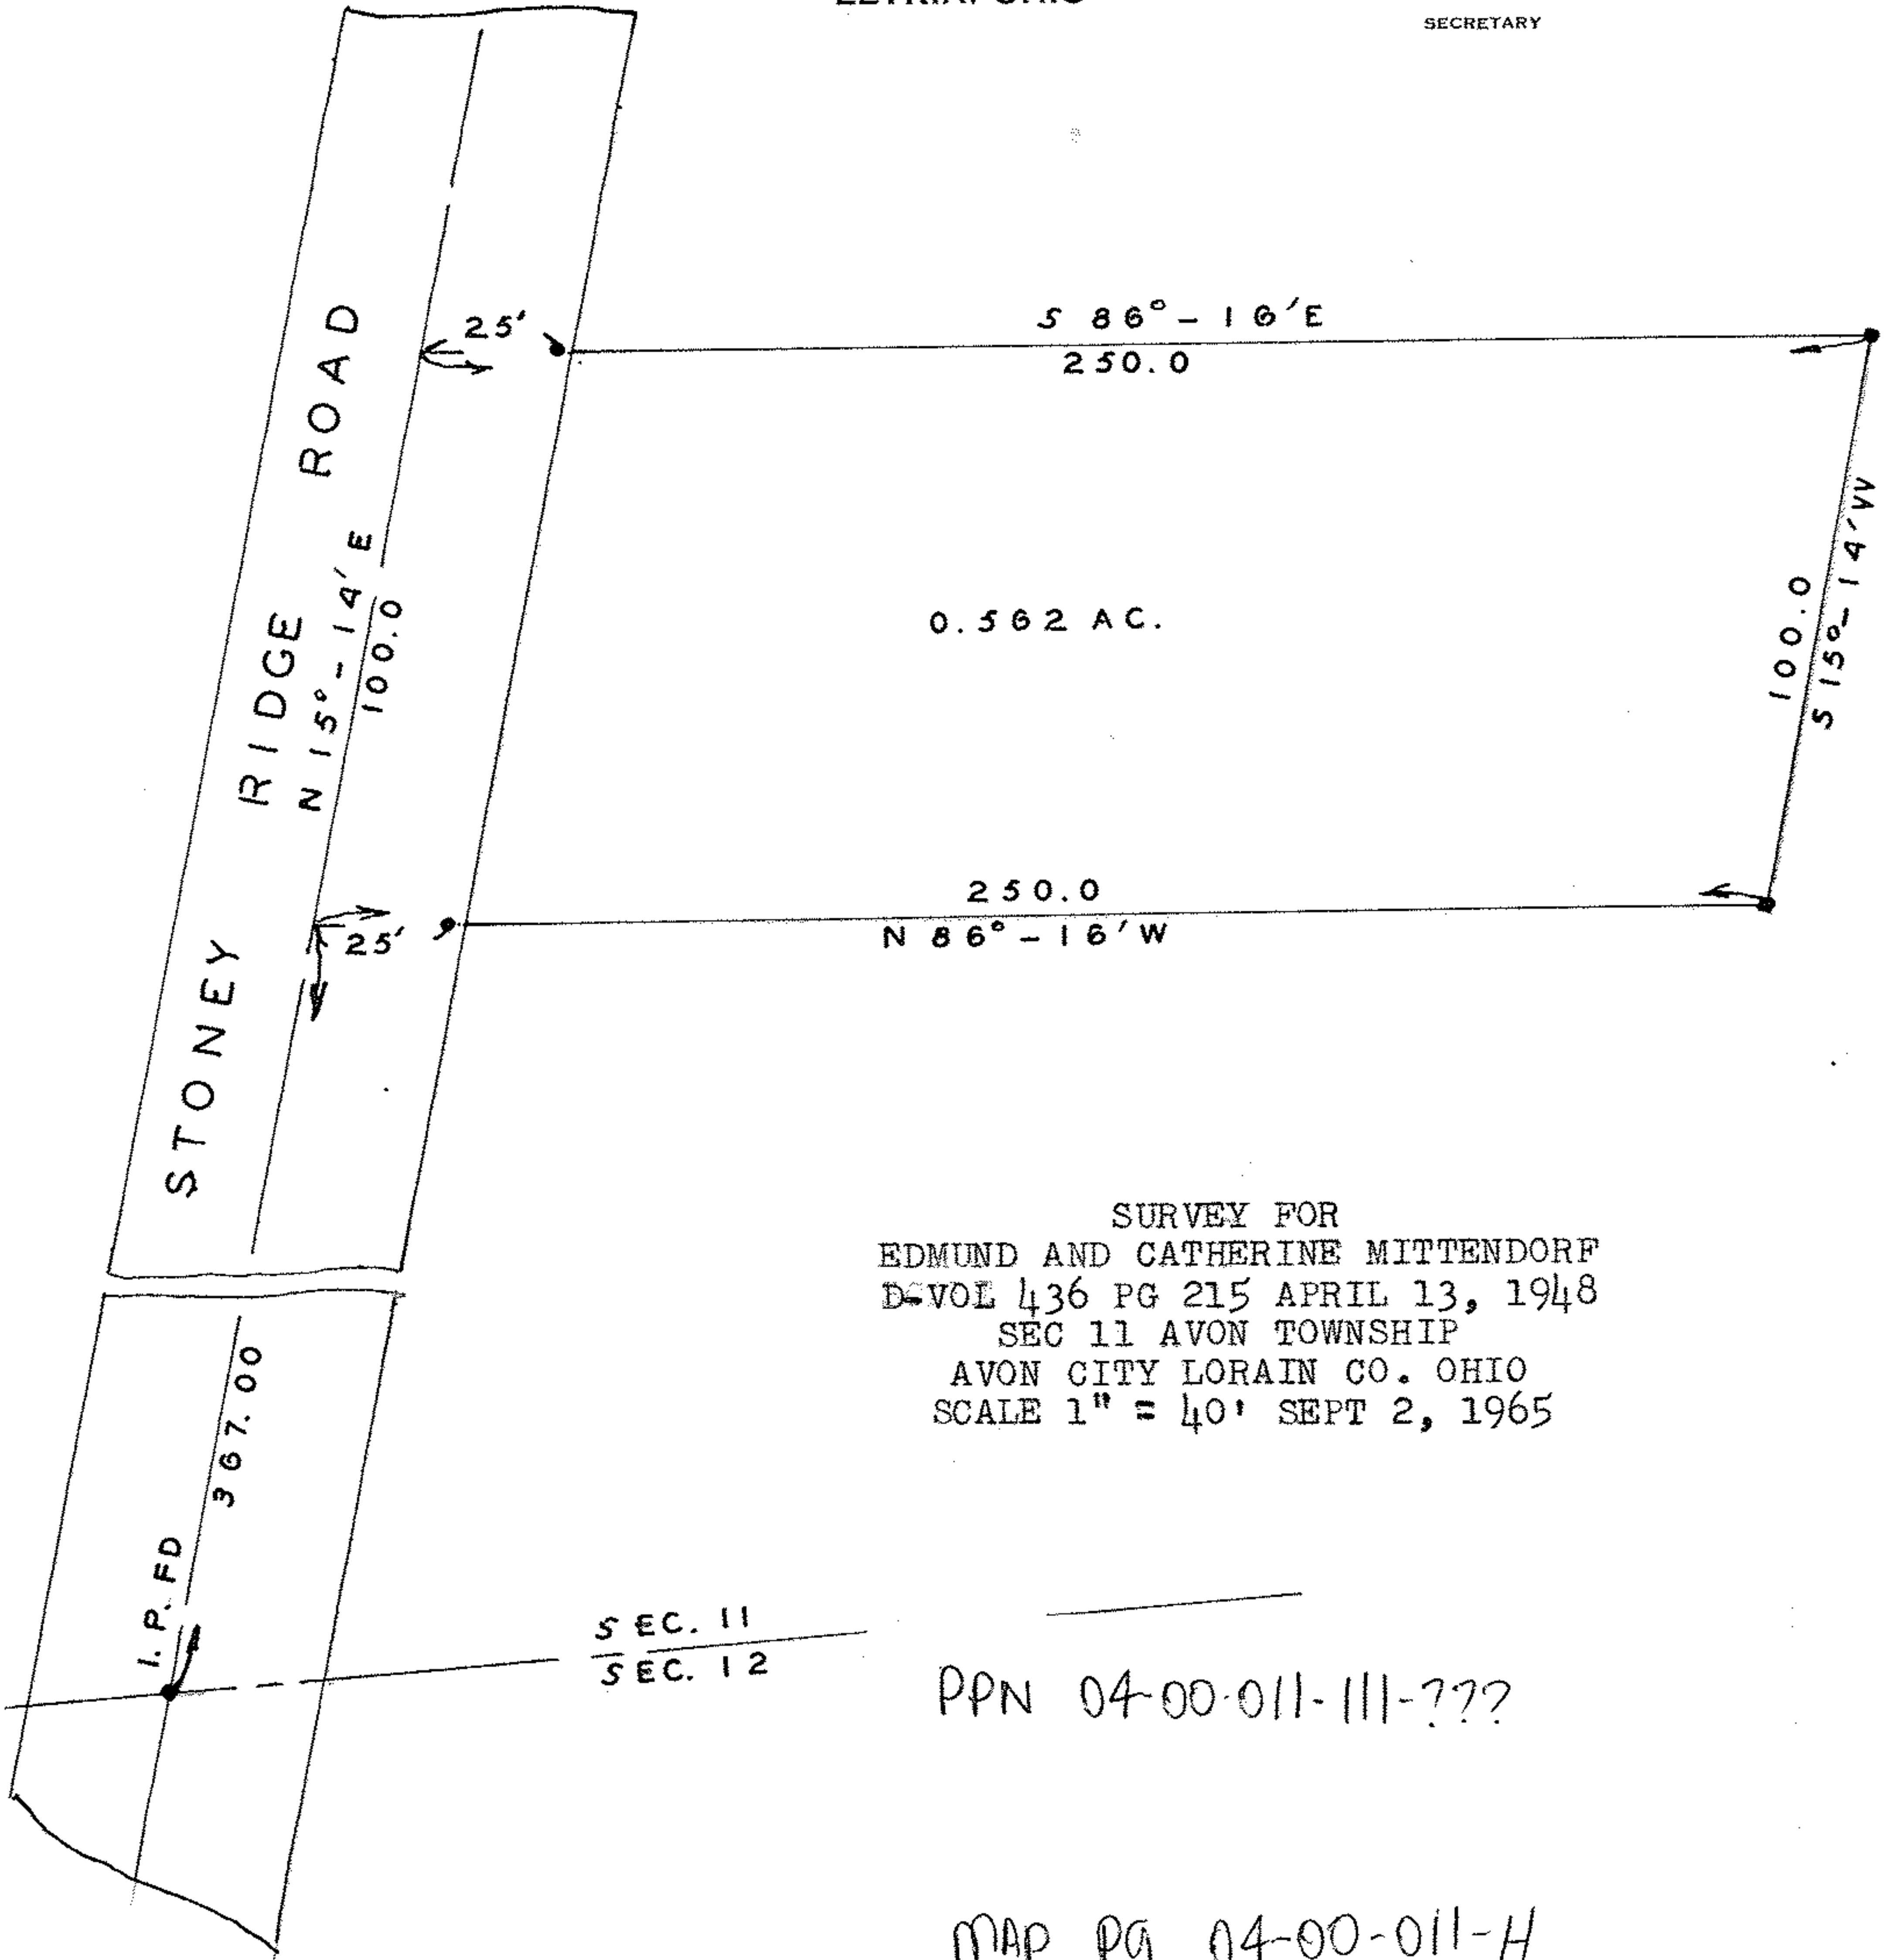 SECRETARY
25'
S 86°-16'E
250.0
STONEY RIDGE ROAD
N 15°-14'E
100.0
0.562 AC.
100.0
S 15°-14'W
250.0
N 86°-16'W
25'
SURVEY FOR
EDMUND AND CATHERINE MITTENDORF
D-VOL 436 PG 215 APRIL 13, 1948
SEC 11 AVON TOWNSHIP
AVON CITY LORAIN CO. OHIO
SCALE 1" = 40' SEPT 2, 1965
367.00
I.P. FD
SEC. 11
SEC. 12
PPN 04-00-011-111-???
MAP PG 04-00-011-H